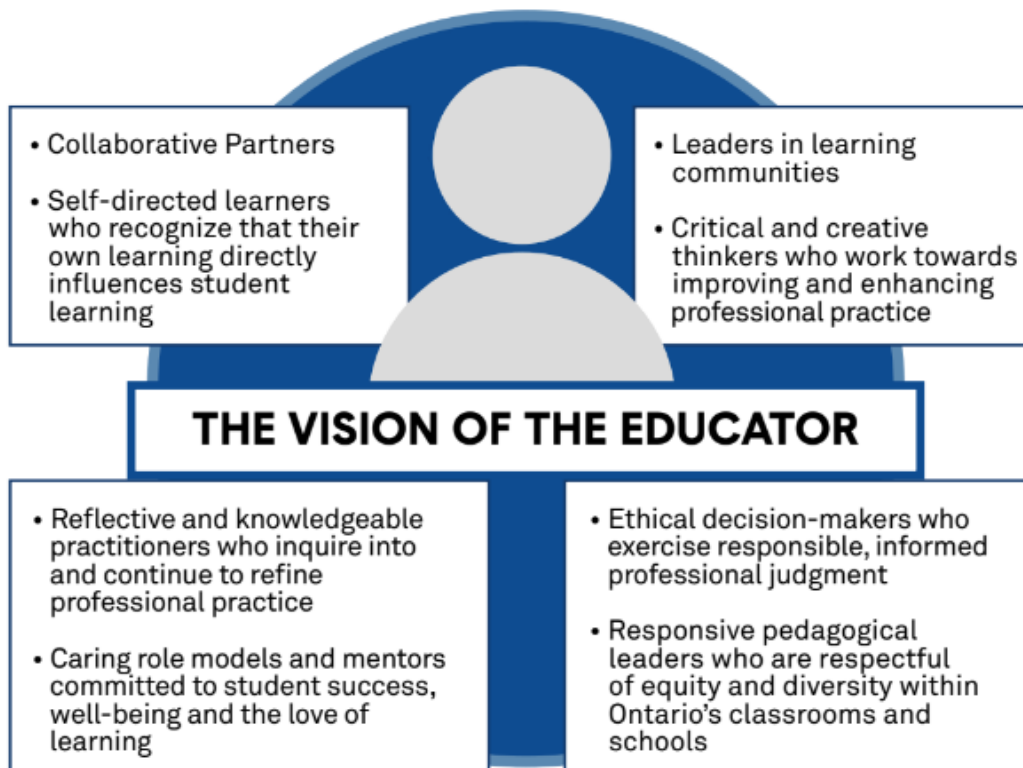 • Collaborative Partners
• Self-directed learners
who recognize that their
own learning directly
influences student
learning
• Leaders in learning
communities
• Critical and creative
thinkers who work towards
improving and enhancing
professional practice
THE VISION OF THE EDUCATOR
• Reflective and knowledgeable
practitioners who inquire into
and continue to refine
professional practice
• Caring role models and mentors
committed to student success,
well-being and the love of
learning
• Ethical decision-makers who
exercise responsible, informed
professional judgment
• Responsive pedagogical
leaders who are respectful
of equity and diversity within
Ontario's classrooms and
schools